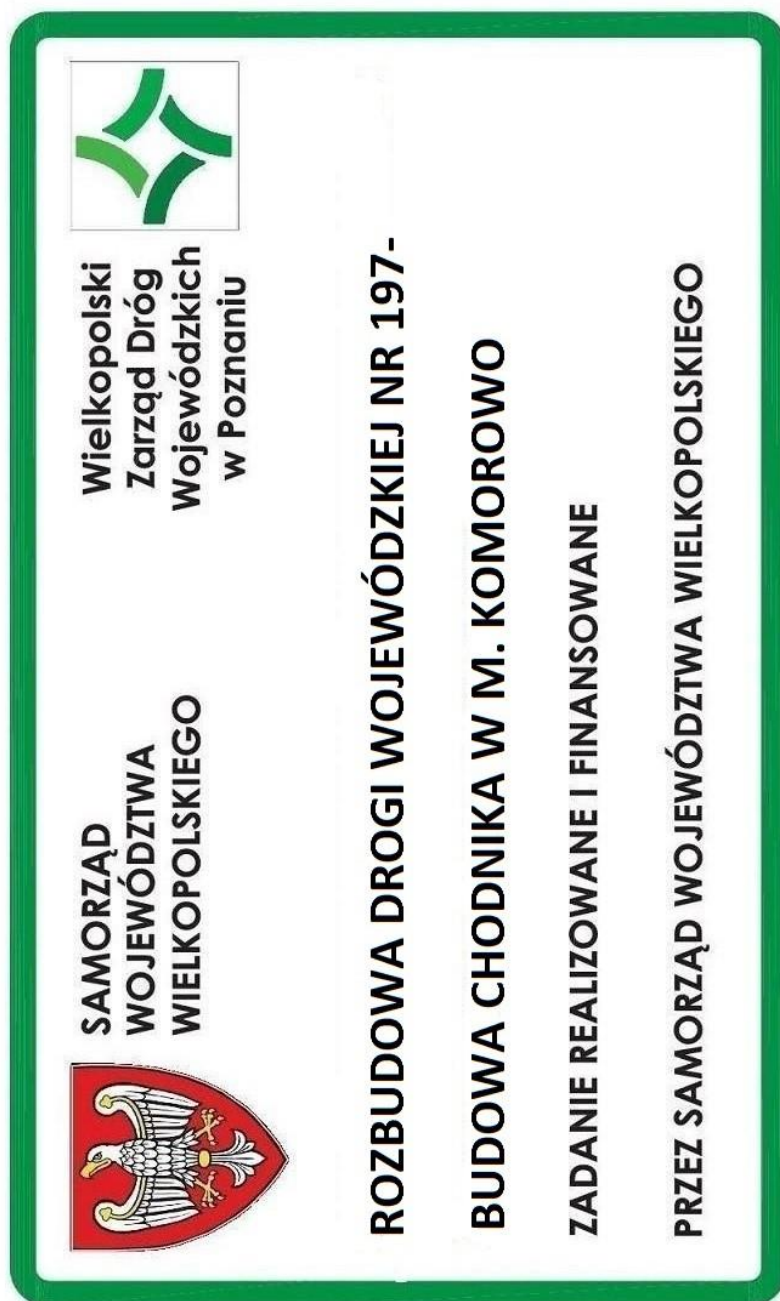 SAMORZĄD
WOJEWÓDZTWA
WIELKOPOLSKIEGO
Wielkopolski
Zarząd Dróg
Wojewódzkich
w Poznaniu
ROZBUDOWA DROGI WOJEWÓDZKIEJ NR 197-
BUDOWA CHODNIKA W M. KOMOROWO
ZADANIE REALIZOWANE I FINANSOWANE
PRZEZ SAMORZĄD WOJEWÓDZTWA WIELKOPOLSKIEGO